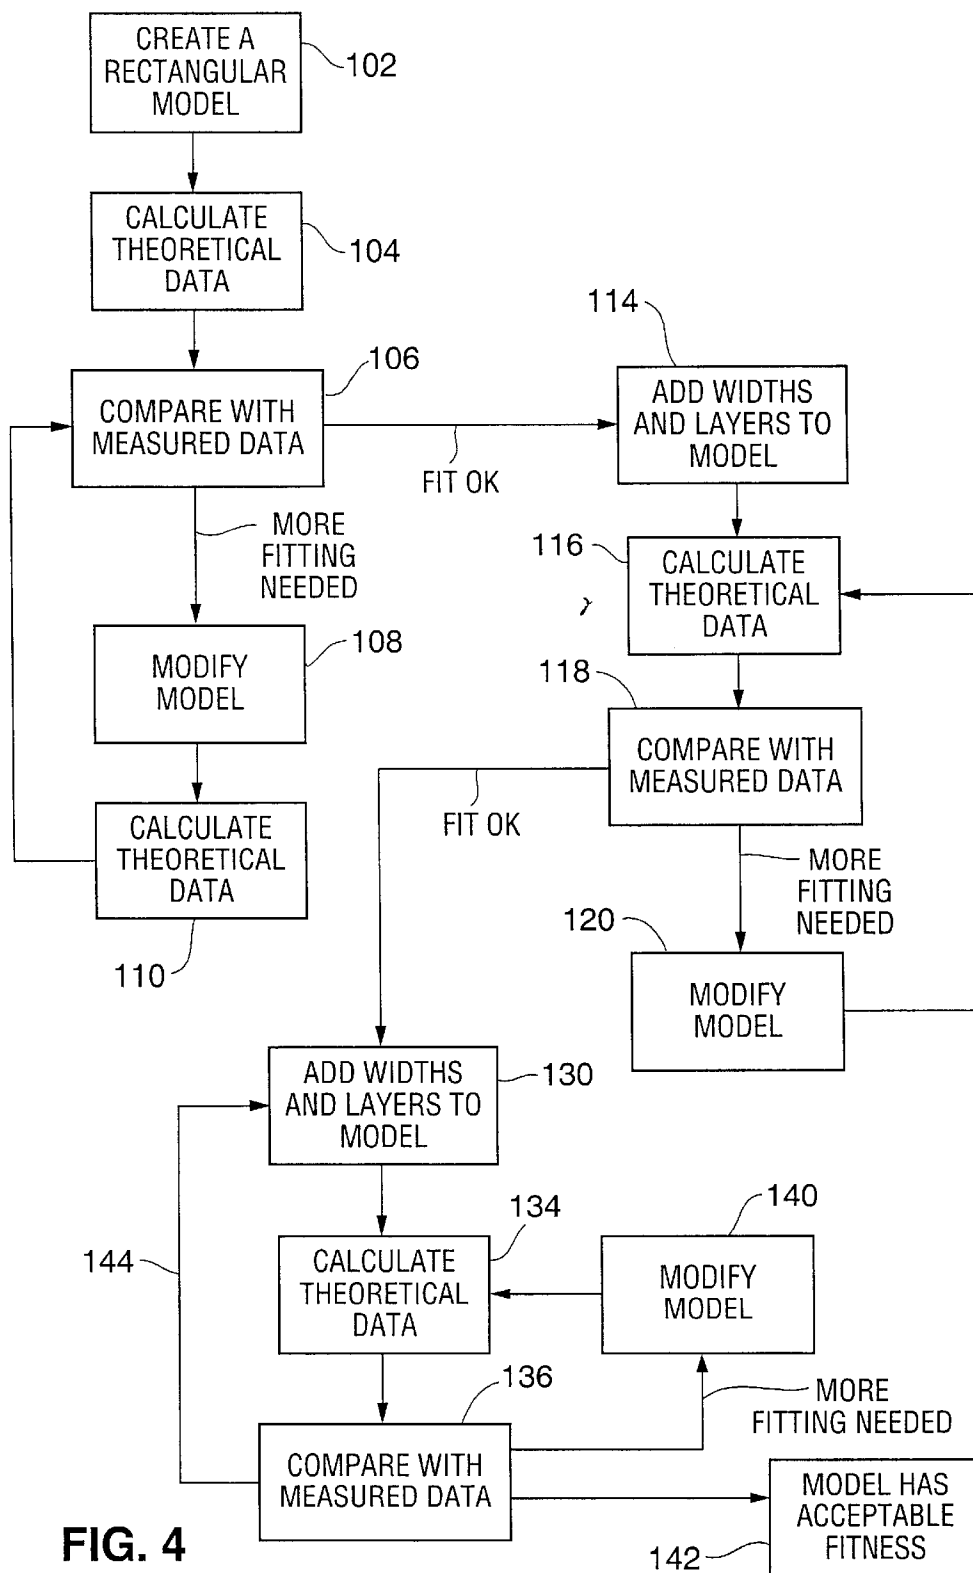 CREATE A
RECTANGULAR
MODEL
102
CALCULATE
THEORETICAL
DATA
104
COMPARE WITH
MEASURED DATA
106
FIT OK
MORE
FITTING
NEEDED
MODIFY
MODEL
108
CALCULATE
THEORETICAL
DATA
110
114
ADD WIDTHS
AND LAYERS TO
MODEL
116
CALCULATE
THEORETICAL
DATA
118
COMPARE WITH
MEASURED DATA
FIT OK
MORE
FITTING
NEEDED
120
MODIFY
MODEL
ADD WIDTHS
AND LAYERS TO
MODEL
130
144
134
CALCULATE
THEORETICAL
DATA
140
MODIFY
MODEL
136
COMPARE WITH
MEASURED DATA
MORE
FITTING NEEDED
MODEL HAS
ACCEPTABLE
FITNESS
142
FIG. 4